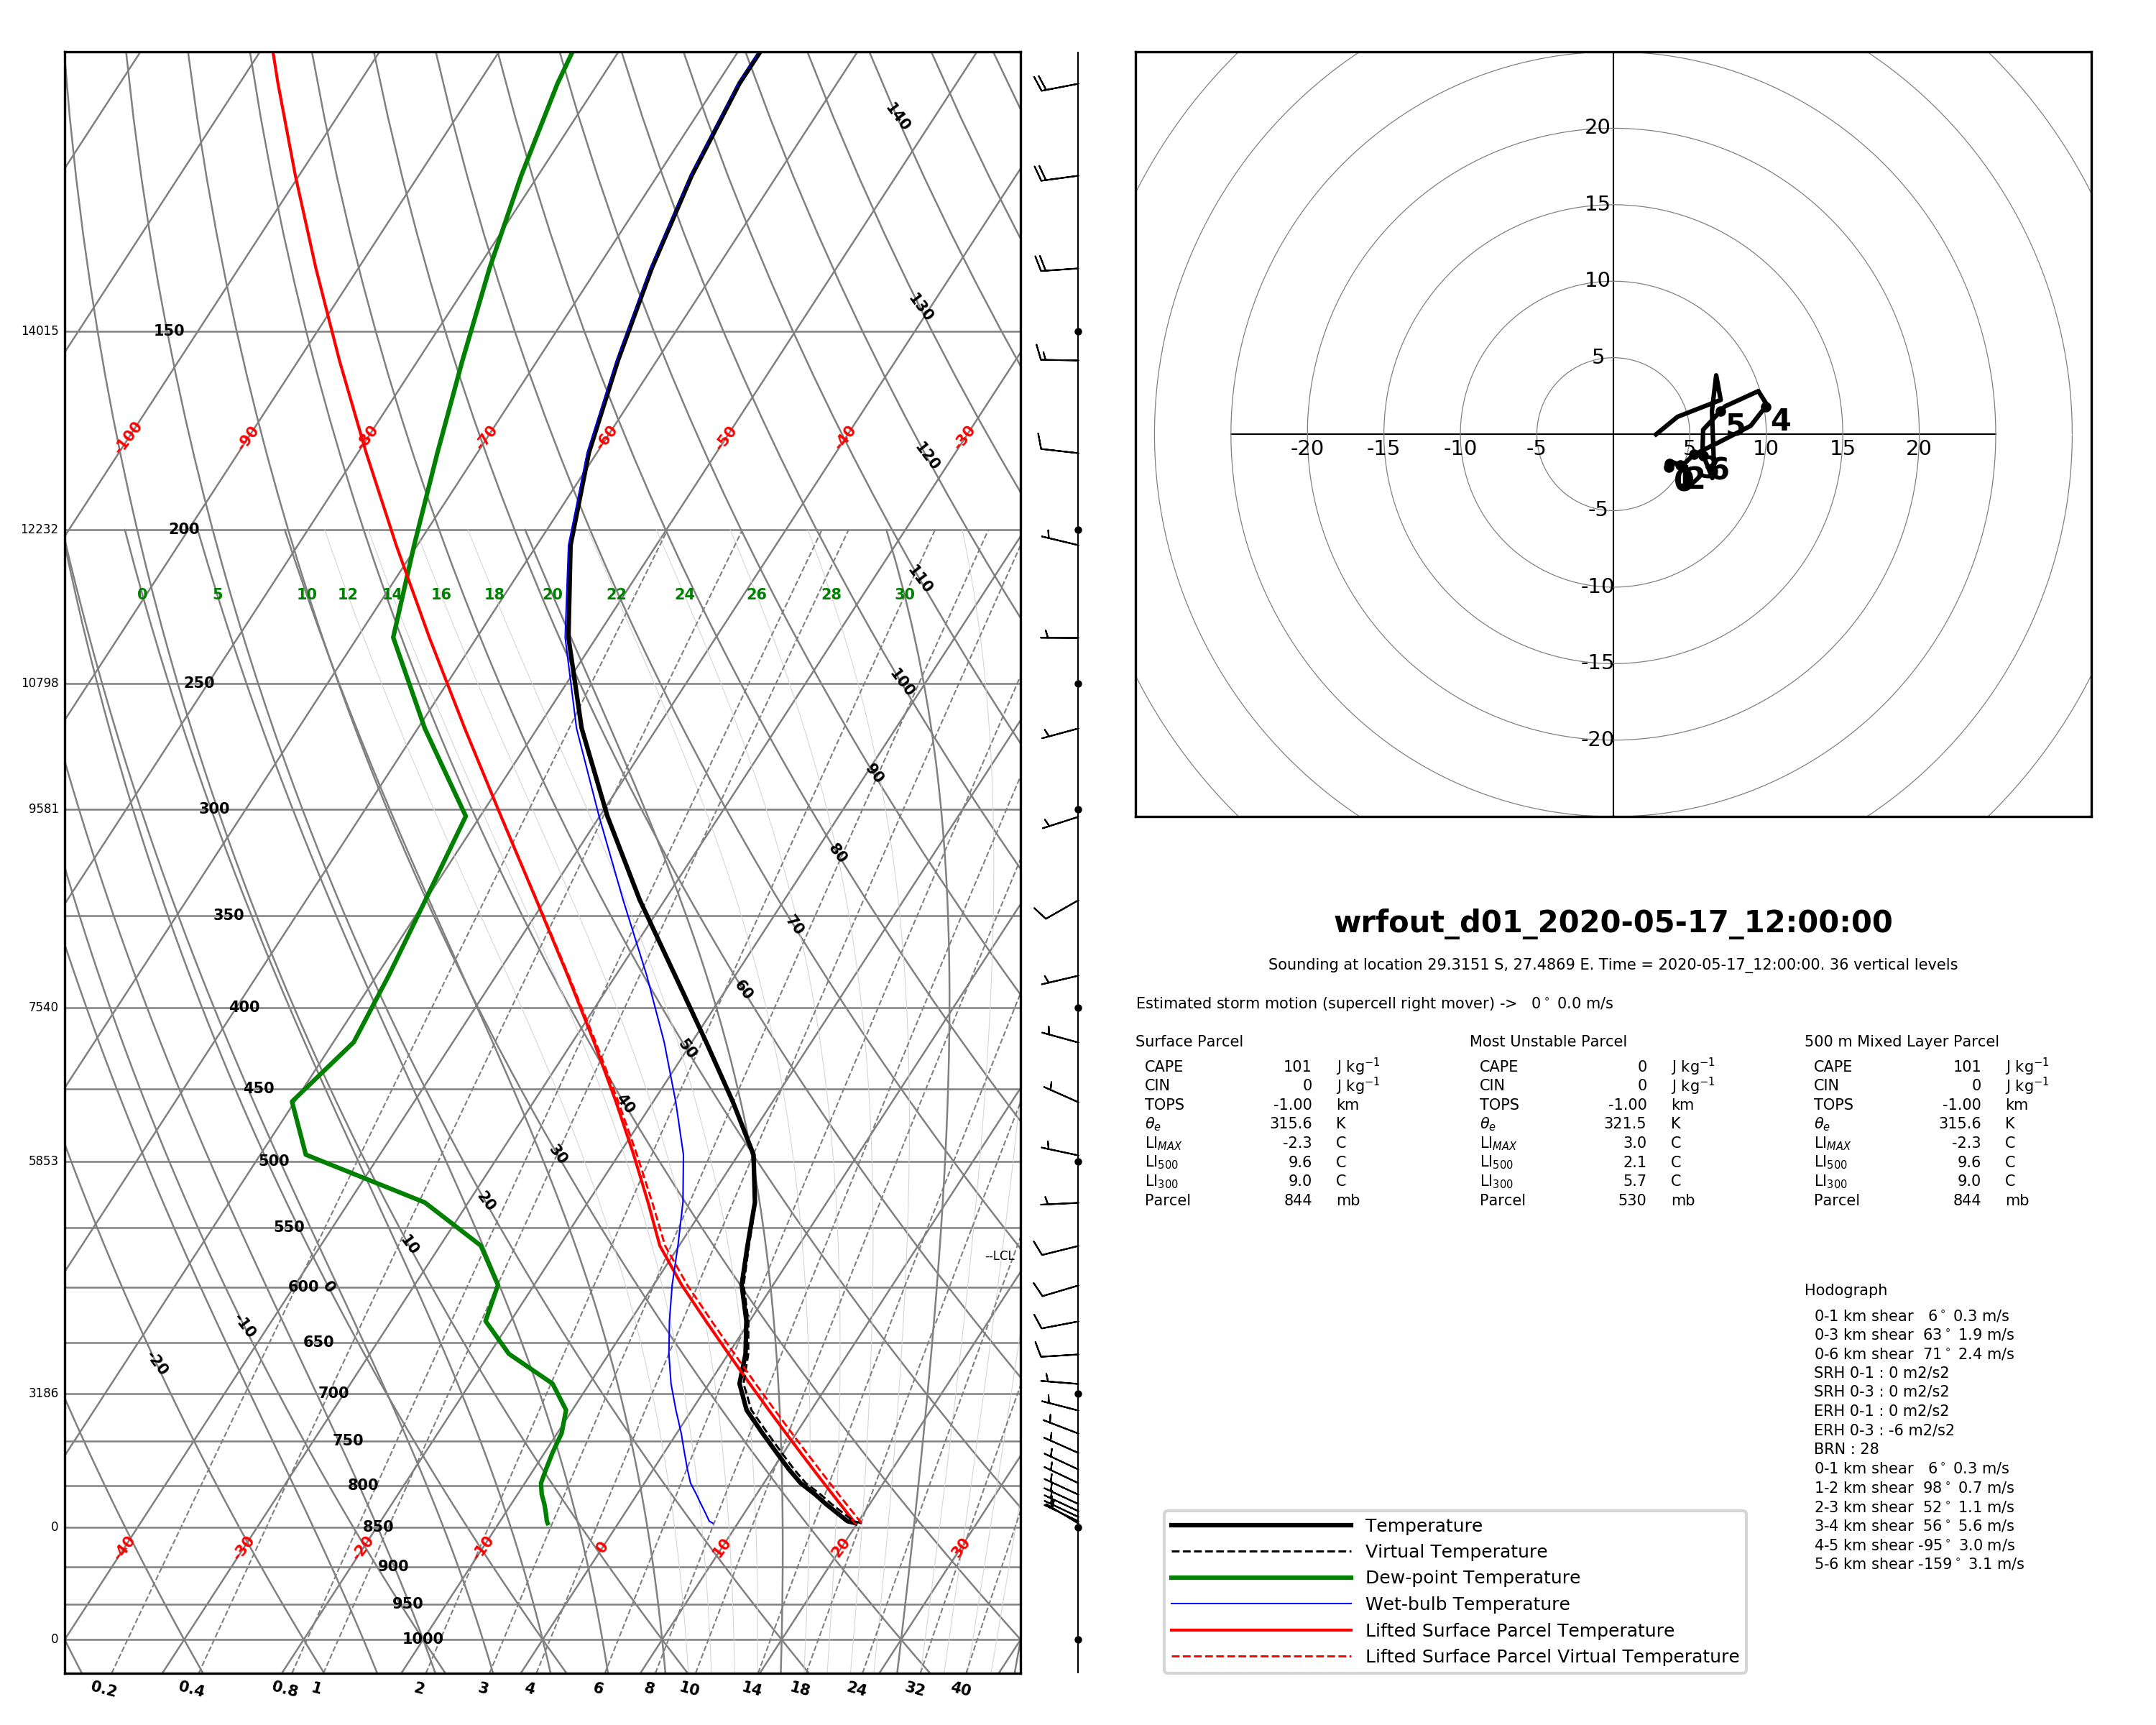 140
130
14015 150
-100 -90 -80 -70 -60 -50 -40 -30
120
12232 200
110
0 5 10 12 14 16 18 20 22 24 26 28 30
10798 250
100
90
9581 300
80
350
70
60
7540 400
50
450
40
5853 500
30
20
550
10
--LCL
600 0
-10
650
-20
3186 700
750
800
0 850
-40 -30 -20 -10 0 10 20 30
900
950
0 1000
0.2 0.4 0.8 1 2 3 4 6 8 10 14 18 24 32 40
20
15
10
5
5 4
-20 -15 -10 -5 5 10 15 20
6
0 2
-5
-10
-15
-20
wrfout_d01_2020-05-17_12:00:00
Sounding at location 29.3151 S, 27.4869 E. Time = 2020-05-17_12:00:00. 36 vertical levels
Estimated storm motion (supercell right mover) -> 0° 0.0 m/s
Surface Parcel Most Unstable Parcel 500 m Mixed Layer Parcel
CAPE 101 J kg⁻¹ CAPE 0 J kg⁻¹ CAPE 101 J kg⁻¹
CIN 0 J kg⁻¹ CIN 0 J kg⁻¹ CIN 0 J kg⁻¹
TOPS -1.00 km TOPS -1.00 km TOPS -1.00 km
θe 315.6 K θe 321.5 K θe 315.6 K
LIMAX -2.3 C LIMAX 3.0 C LIMAX -2.3 C
LI500 9.6 C LI500 2.1 C LI500 9.6 C
LI300 9.0 C LI300 5.7 C LI300 9.0 C
Parcel 844 mb Parcel 530 mb Parcel 844 mb
Hodograph
0-1 km shear 6° 0.3 m/s
0-3 km shear 63° 1.9 m/s
0-6 km shear 71° 2.4 m/s
SRH 0-1 : 0 m2/s2
SRH 0-3 : 0 m2/s2
ERH 0-1 : 0 m2/s2
ERH 0-3 : -6 m2/s2
BRN : 28
0-1 km shear 6° 0.3 m/s
1-2 km shear 98° 0.7 m/s
2-3 km shear 52° 1.1 m/s
3-4 km shear 56° 5.6 m/s
4-5 km shear -95° 3.0 m/s
5-6 km shear -159° 3.1 m/s
Temperature
Virtual Temperature
Dew-point Temperature
Wet-bulb Temperature
Lifted Surface Parcel Temperature
Lifted Surface Parcel Virtual Temperature